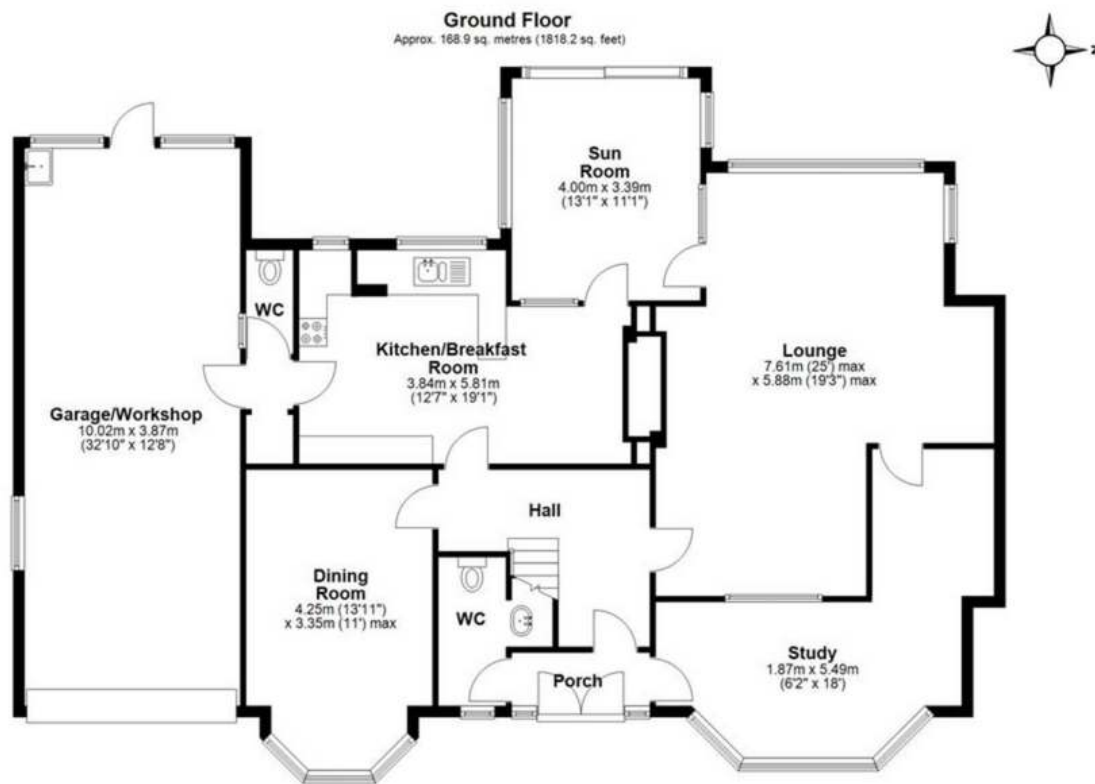 Ground Floor
Approx. 168.9 sq. metres (1818.2 sq. feet)
N
Sun
Room
4.00m x 3.39m
(13'1" x 11'1")
WC
Kitchen/Breakfast
Room
3.84m x 5.81m
(12'7" x 19'1")
Lounge
7.61m (25') max
x 5.88m (19'3") max
Garage/Workshop
10.02m x 3.87m
(32'10" x 12'8")
Hall
Dining
Room
4.25m (13'11")
x 3.35m (11') max
WC
Study
1.87m x 5.49m
(6'2" x 18')
Porch